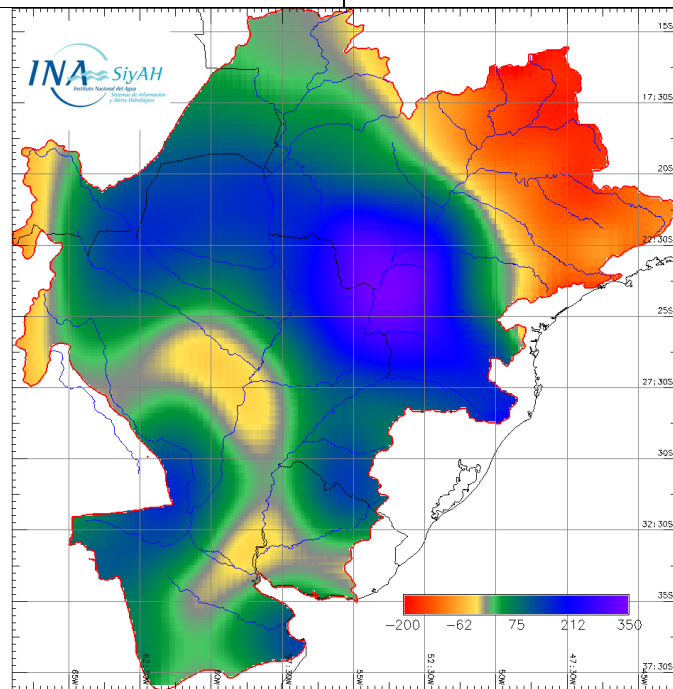 INA SiyAH
Instituto Nacional del Agua
Sistemas de Información
y Alerta Hidrológico
15S
17:30S
20S
22:30S
25S
27:30S
30S
32:30S
35S
37:30S
−200 −62 75 212 350
65W
62:30W
60W
57:30W
55W
52:30W
50W
47:30W
45W